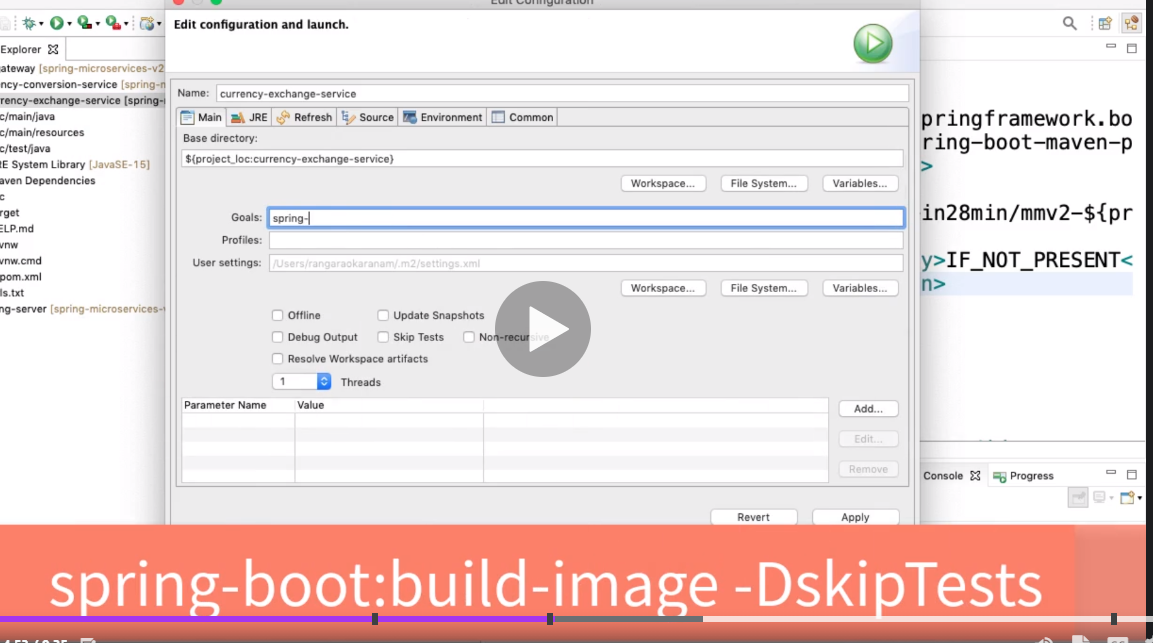 Edit Configuration
Edit configuration and launch.
Explorer
ateway [spring-microservices-v2
ncy-conversion-service [spring-n
rency-exchange-service [spring-
c/main/java
c/main/resources
c/test/java
RE System Library [JavaSE-15]
aven Dependencies
c
rget
ELP.md
vnw
vnw.cmd
pom.xml
ls.txt
ng-server [spring-microservices-v
Name: currency-exchange-service
Main JRE Refresh Source Environment Common
Base directory:
${project_loc:currency-exchange-service}
Workspace... File System... Variables...
Goals: spring-
Profiles:
User settings: /Users/rangaraokaranam/.m2/settings.xml
Workspace... File System... Variables...
Offline Update Snapshots
Debug Output Skip Tests Non-recursive
Resolve Workspace artifacts
1 Threads
Parameter Name Value
Add...
Edit...
Remove
Revert Apply
pringframework.bo
ring-boot-maven-p
>
in28min/mmv2-${pr
y>IF_NOT_PRESENT<
n>
Console Progress
spring-boot:build-image -DskipTests